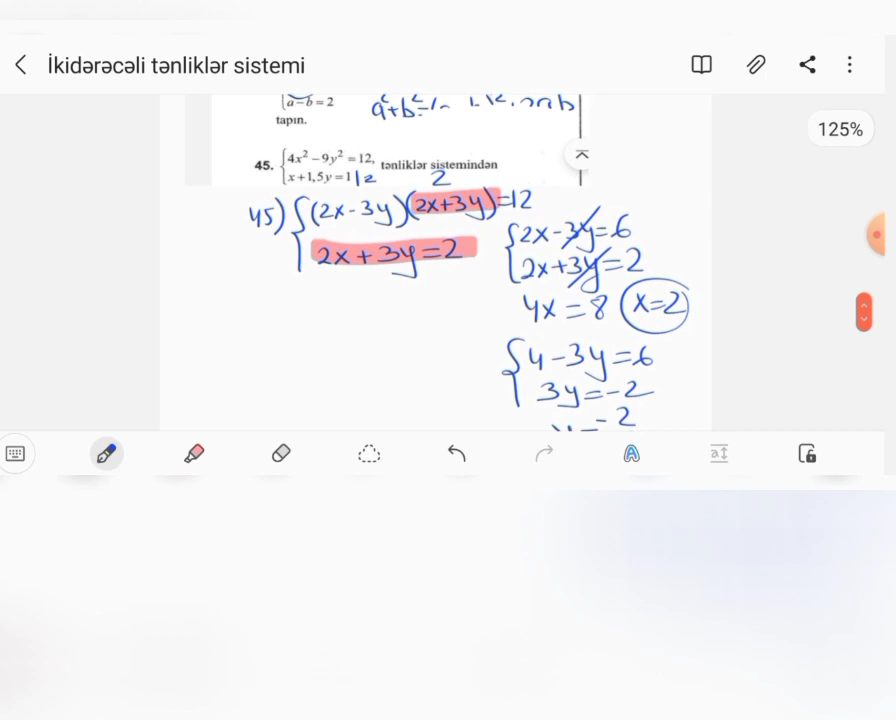 İkidərəcəli tənliklər sistemi
125%
a−b=2
tapın.
45. {4x² −9y² =12,
x+1,5y=1 |2
tənliklər sistemindən
2
45) {(2x-3y)(2x+3y)=12
2x+3y=2
{2x-3y=6
2x+3y=2
4x=8 x=2
{4-3y=6
3y=-2